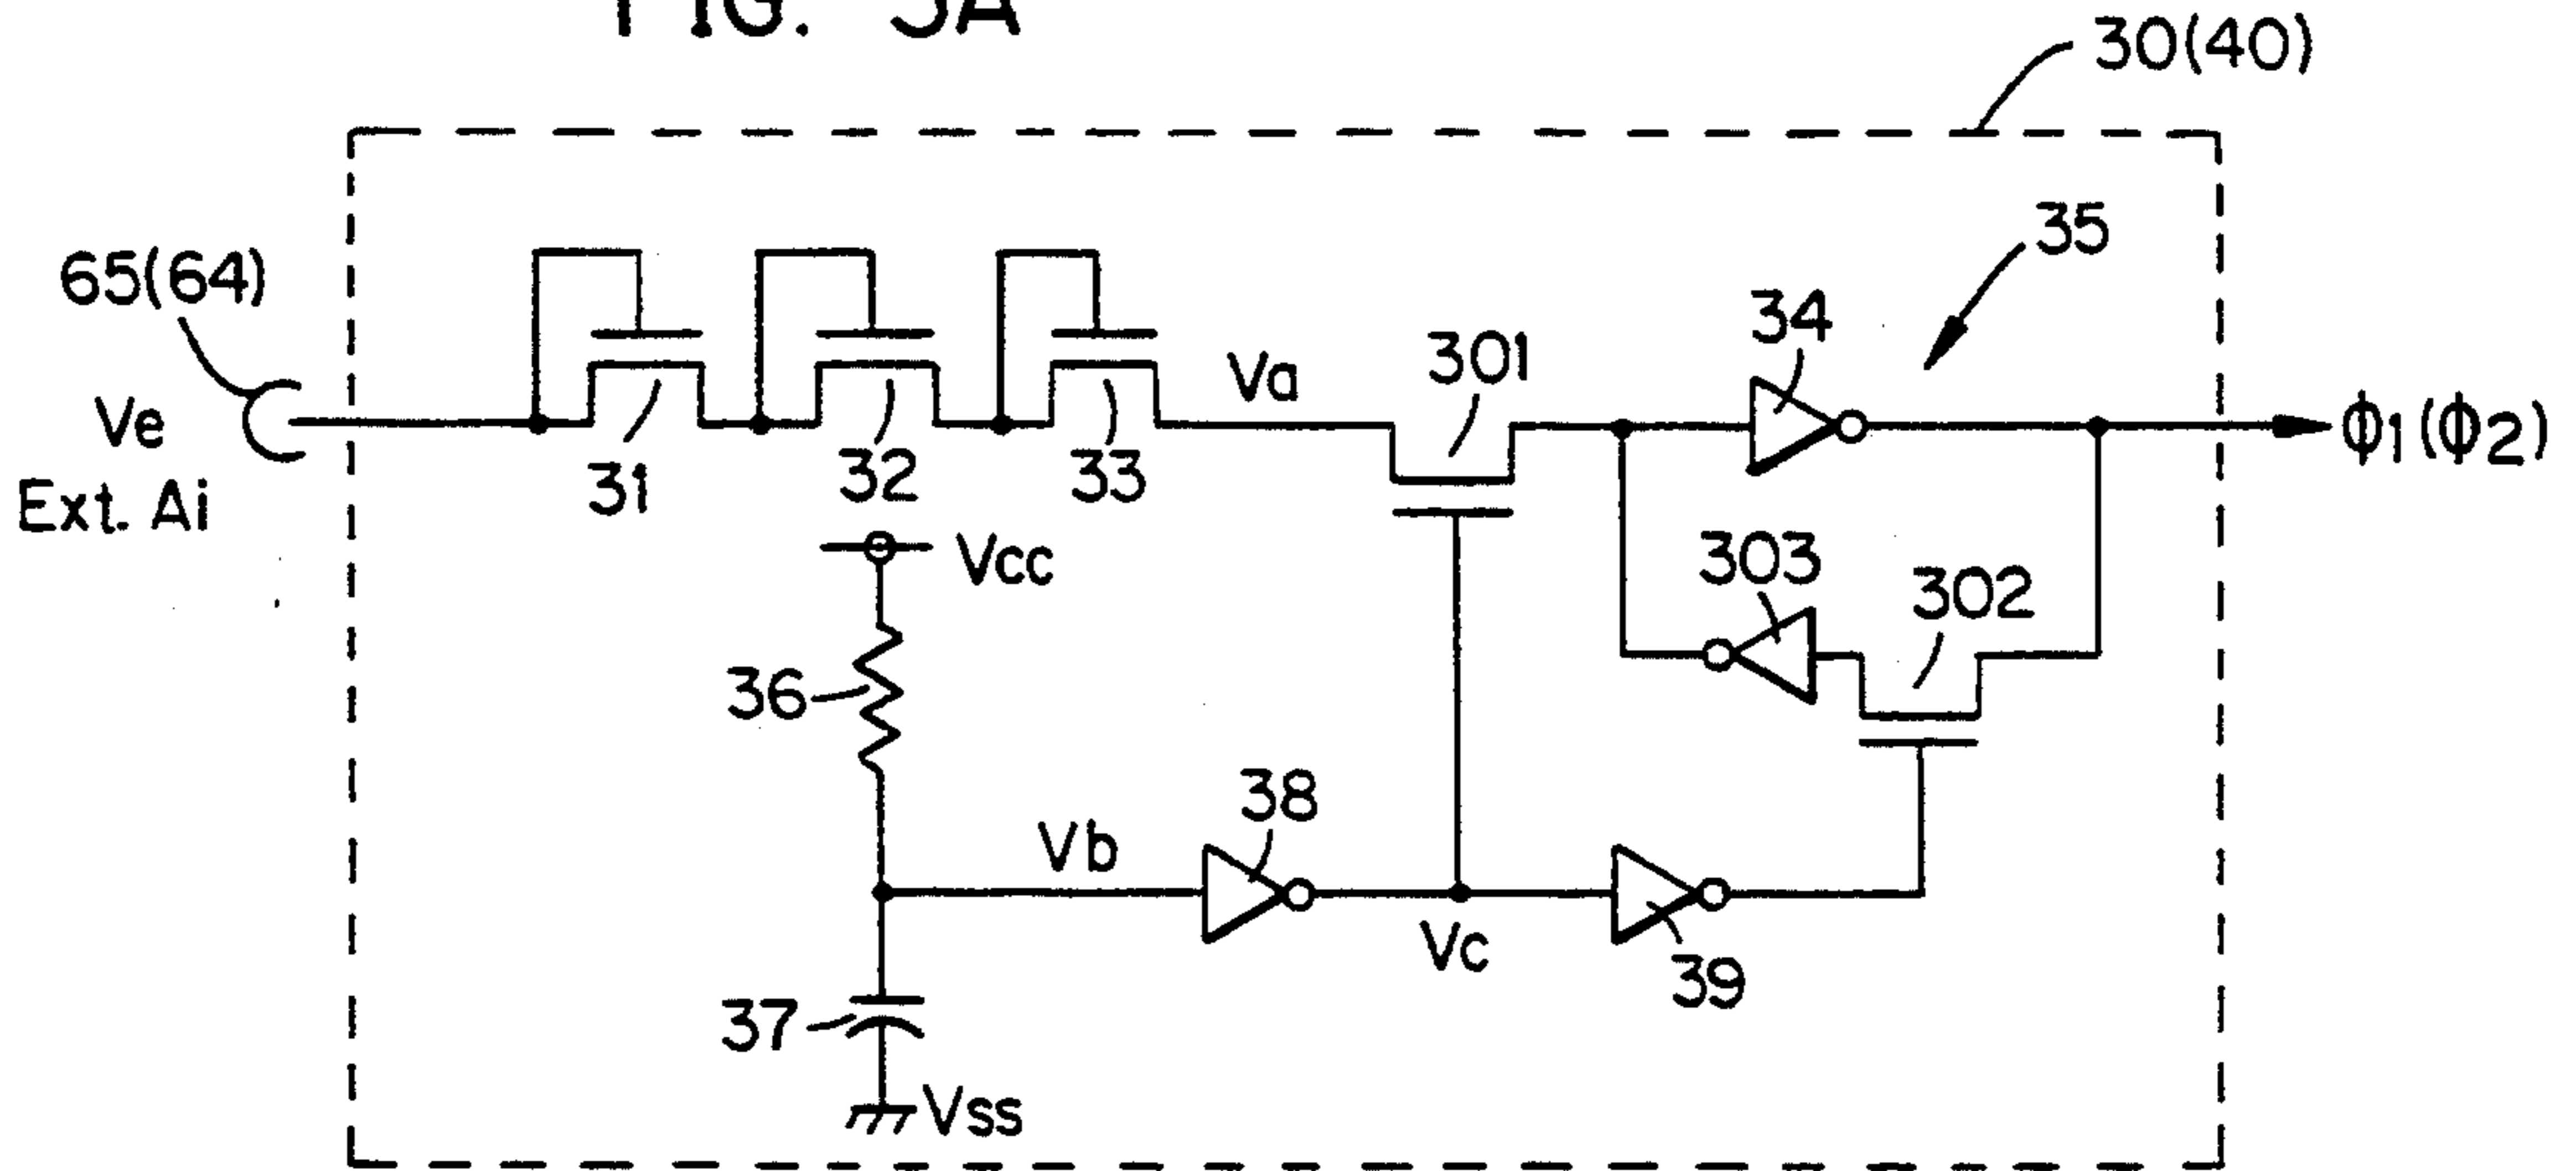 FIG. 5A
30(40)
65(64)
35
34
301
Va
Ve
Ext. Ai
31
32
33
ϕ1(ϕ2)
Vcc
303
302
36
38
Vb
Vc
39
37
Vss